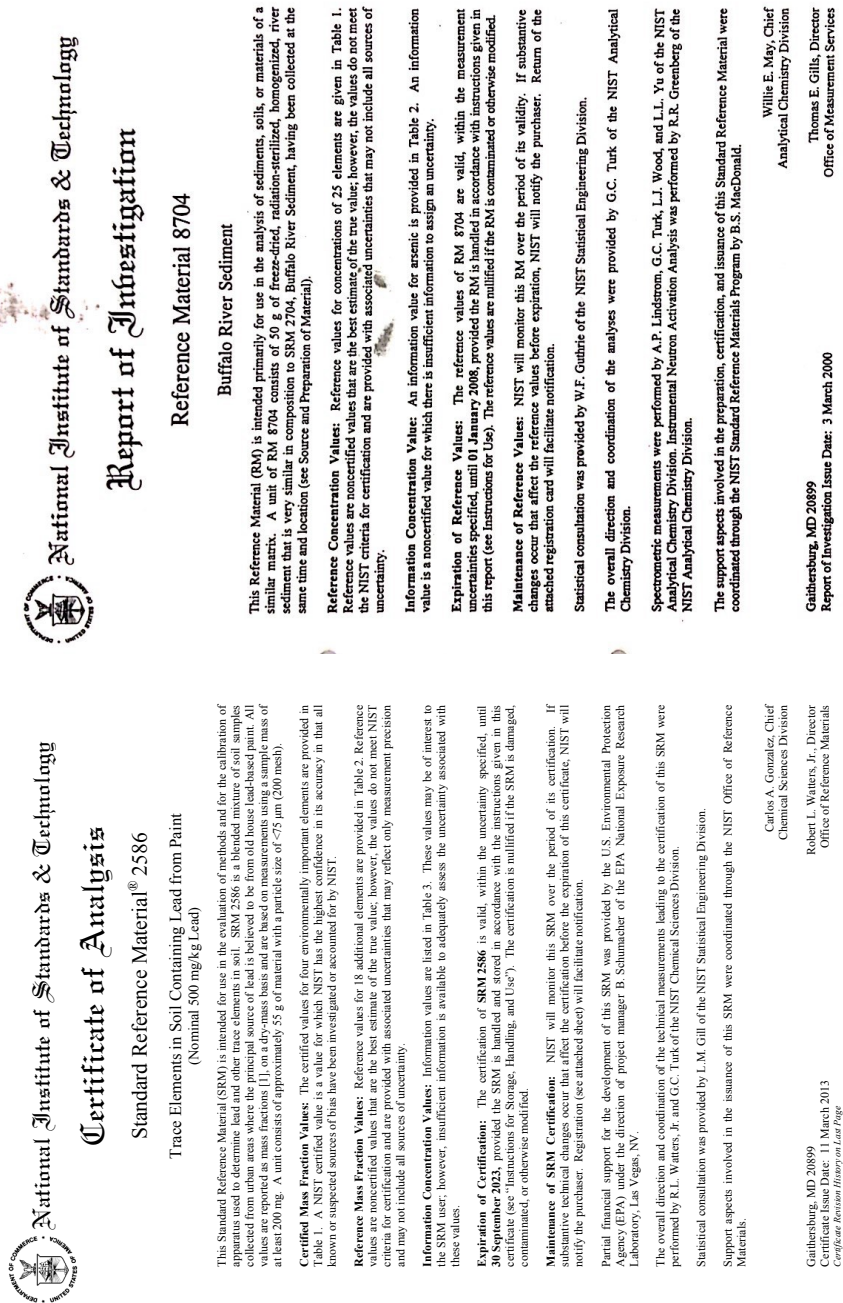 National Institute of Standards & Technology
Certificate of Analysis
Standard Reference Material® 2586
Trace Elements in Soil Containing Lead from Paint
(Nominal 500 mg/kg Lead)
This Standard Reference Material (SRM) is intended for use in the evaluation of methods and for the calibration of
apparatus used to determine lead and other trace elements in soil. SRM 2586 is a blended mixture of soil samples
collected from urban areas where the principal source of lead is believed to be from old house lead-based paint. All
values are reported as mass fractions [1], on a dry-mass basis and are based on measurements using a sample mass of
at least 200 mg. A unit consists of approximately 55 g of material with a particle size of <75 µm (200 mesh).
Certified Mass Fraction Values: The certified values for four environmentally important elements are provided in
Table 1. A NIST certified value is a value for which NIST has the highest confidence in its accuracy in that all
known or suspected sources of bias have been investigated or accounted for by NIST.
Reference Mass Fraction Values: Reference values for 18 additional elements are provided in Table 2. Reference
values are noncertified values that are the best estimate of the true value; however, the values do not meet NIST
criteria for certification and are provided with associated uncertainties that may reflect only measurement precision
and may not include all sources of uncertainty.
Information Concentration Values: Information values are listed in Table 3. These values may be of interest to
the SRM user; however, insufficient information is available to adequately assess the uncertainty associated with
these values.
Expiration of Certification: The certification of SRM 2586 is valid, within the uncertainty specified, until
30 September 2023, provided the SRM is handled and stored in accordance with the instructions given in this
certificate (see “Instructions for Storage, Handling, and Use”). The certification is nullified if the SRM is damaged,
contaminated, or otherwise modified.
Maintenance of SRM Certification: NIST will monitor this SRM over the period of its certification. If
substantive technical changes occur that affect the certification before the expiration of this certificate, NIST will
notify the purchaser. Registration (see attached sheet) will facilitate notification.
Partial financial support for the development of this SRM was provided by the U.S. Environmental Protection
Agency (EPA) under the direction of project manager B. Schumacher of the EPA National Exposure Research
Laboratory, Las Vegas, NV.
The overall direction and coordination of the technical measurements leading to the certification of this SRM were
performed by R.L. Watters, Jr. and G.C. Turk of the NIST Chemical Sciences Division.
Statistical consultation was provided by L.M. Gill of the NIST Statistical Engineering Division.
Support aspects involved in the issuance of this SRM were coordinated through the NIST Office of Reference
Materials.
Carlos A. Gonzalez, Chief
Chemical Sciences Division
Gaithersburg, MD 20899
Robert L. Watters, Jr., Director
Certificate Issue Date: 11 March 2013
Office of Reference Materials
Certificate Revision History on Last Page
DEPARTMENT OF COMMERCE
UNITED STATES OF AMERICA
National Institute of Standards & Technology
Report of Investigation
Reference Material 8704
Buffalo River Sediment
This Reference Material (RM) is intended primarily for use in the analysis of sediments, soils, or materials of a
similar matrix. A unit of RM 8704 consists of 50 g of freeze-dried, radiation-sterilized, homogenized, river
sediment that is very similar in composition to SRM 2704, Buffalo River Sediment, having been collected at the
same time and location (see Source and Preparation of Material).
Reference Concentration Values: Reference values for concentrations of 25 elements are given in Table 1.
Reference values are noncertified values that are the best estimate of the true value; however, the values do not meet
the NIST criteria for certification and are provided with associated uncertainties that may not include all sources of
uncertainty.
Information Concentration Value: An information value for arsenic is provided in Table 2. An information
value is a noncertified value for which there is insufficient information to assign an uncertainty.
Expiration of Reference Values: The reference values of RM 8704 are valid, within the measurement
uncertainties specified, until 01 January 2008, provided the RM is handled in accordance with instructions given in
this report (see Instructions for Use). The reference values are nullified if the RM is contaminated or otherwise modified.
Maintenance of Reference Values: NIST will monitor this RM over the period of its validity. If substantive
changes occur that affect the reference values before expiration, NIST will notify the purchaser. Return of the
attached registration card will facilitate notification.
Statistical consultation was provided by W.F. Guthrie of the NIST Statistical Engineering Division.
The overall direction and coordination of the analyses were provided by G.C. Turk of the NIST Analytical
Chemistry Division.
Spectrometric measurements were performed by A.P. Lindstrom, G.C. Turk, L.J. Wood, and L.L. Yu of the NIST
Analytical Chemistry Division. Instrumental Neutron Activation Analysis was performed by R.R. Greenberg of the
NIST Analytical Chemistry Division.
The support aspects involved in the preparation, certification, and issuance of this Standard Reference Material were
coordinated through the NIST Standard Reference Materials Program by B.S. MacDonald.
Willie E. May, Chief
Analytical Chemistry Division
Gaithersburg, MD 20899
Thomas E. Gills, Director
Report of Investigation Issue Date: 3 March 2000
Office of Measurement Services
DEPARTMENT OF COMMERCE
UNITED STATES OF AMERICA